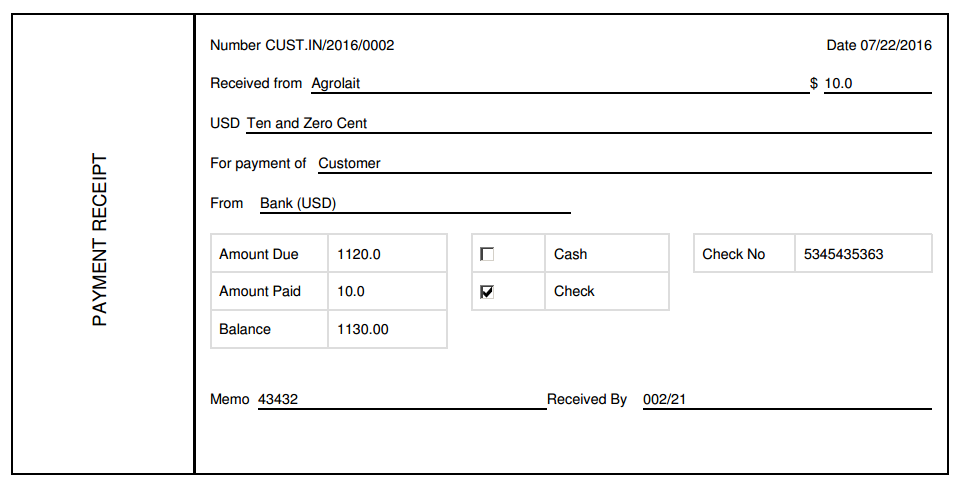 PAYMENT RECEIPT
Number CUST.IN/2016/0002 Date 07/22/2016
Received from Agrolait $ 10.0
USD Ten and Zero Cent
For payment of Customer
From Bank (USD)
Amount Due 1120.0 Cash Check No 5345435363
Amount Paid 10.0 Check
Balance 1130.00
Memo 43432 Received By 002/21